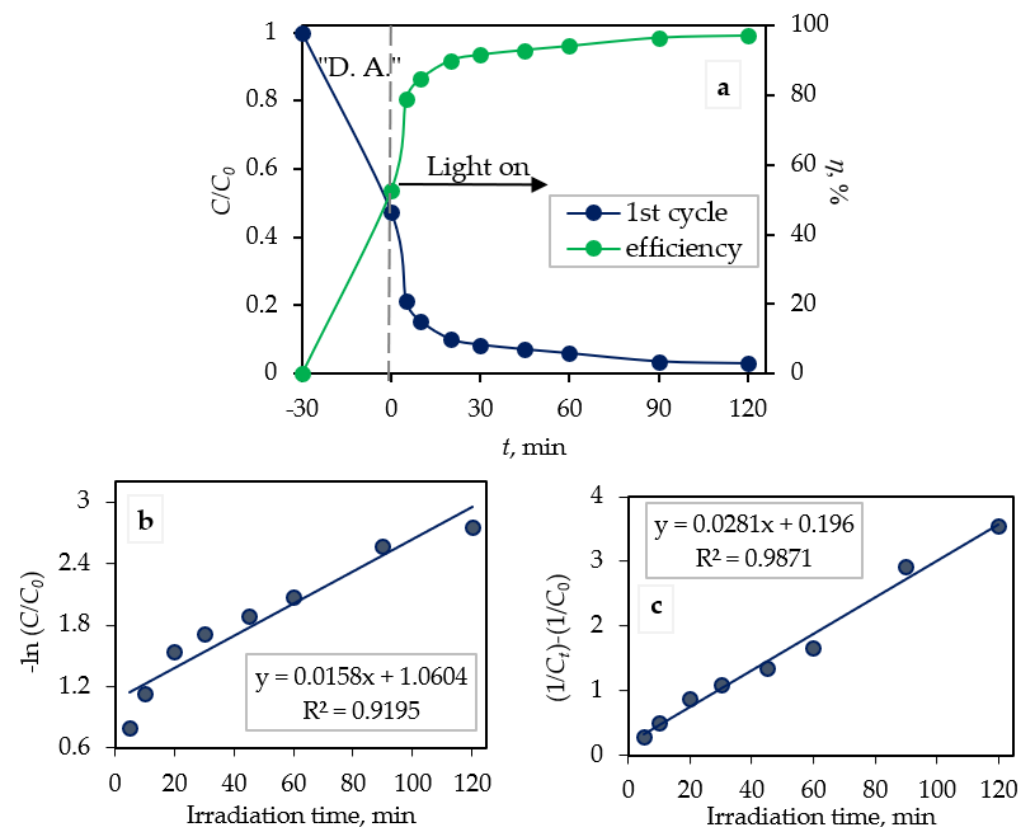 a
"D. A."
Light on
1st cycle
efficiency
C/C₀
1
0.8
0.6
0.4
0.2
0
η, %
100
80
60
40
20
0
-30 0 30 60 90 120
t, min
b
-ln (C/C₀)
3
2.4
1.8
1.2
0.6
y = 0.0158x + 1.0604
R² = 0.9195
0 20 40 60 80 100 120
Irradiation time, min
c
(1/Cₜ)-(1/C₀)
4
3
2
1
0
y = 0.0281x + 0.196
R² = 0.9871
0 20 40 60 80 100 120
Irradiation time, min